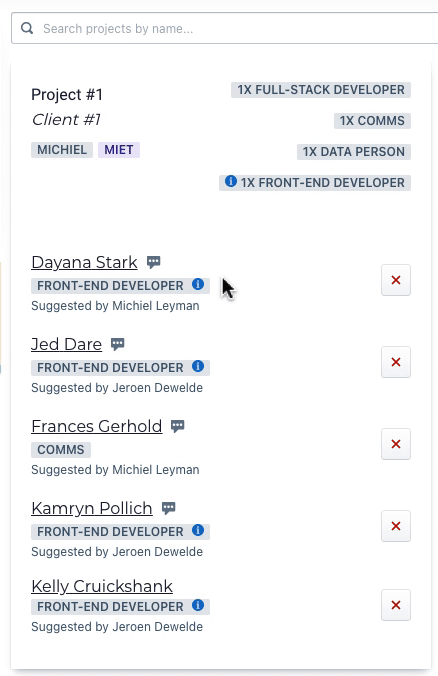 Search projects by name...
Project #1
Client #1
MICHIEL MIET
1X FULL-STACK DEVELOPER
1X COMMS
1X DATA PERSON
1X FRONT-END DEVELOPER
Dayana Stark
FRONT-END DEVELOPER
Suggested by Michiel Leyman
Jed Dare
FRONT-END DEVELOPER
Suggested by Jeroen Dewelde
Frances Gerhold
COMMS
Suggested by Michiel Leyman
Kamryn Pollich
FRONT-END DEVELOPER
Suggested by Jeroen Dewelde
Kelly Cruickshank
FRONT-END DEVELOPER
Suggested by Jeroen Dewelde